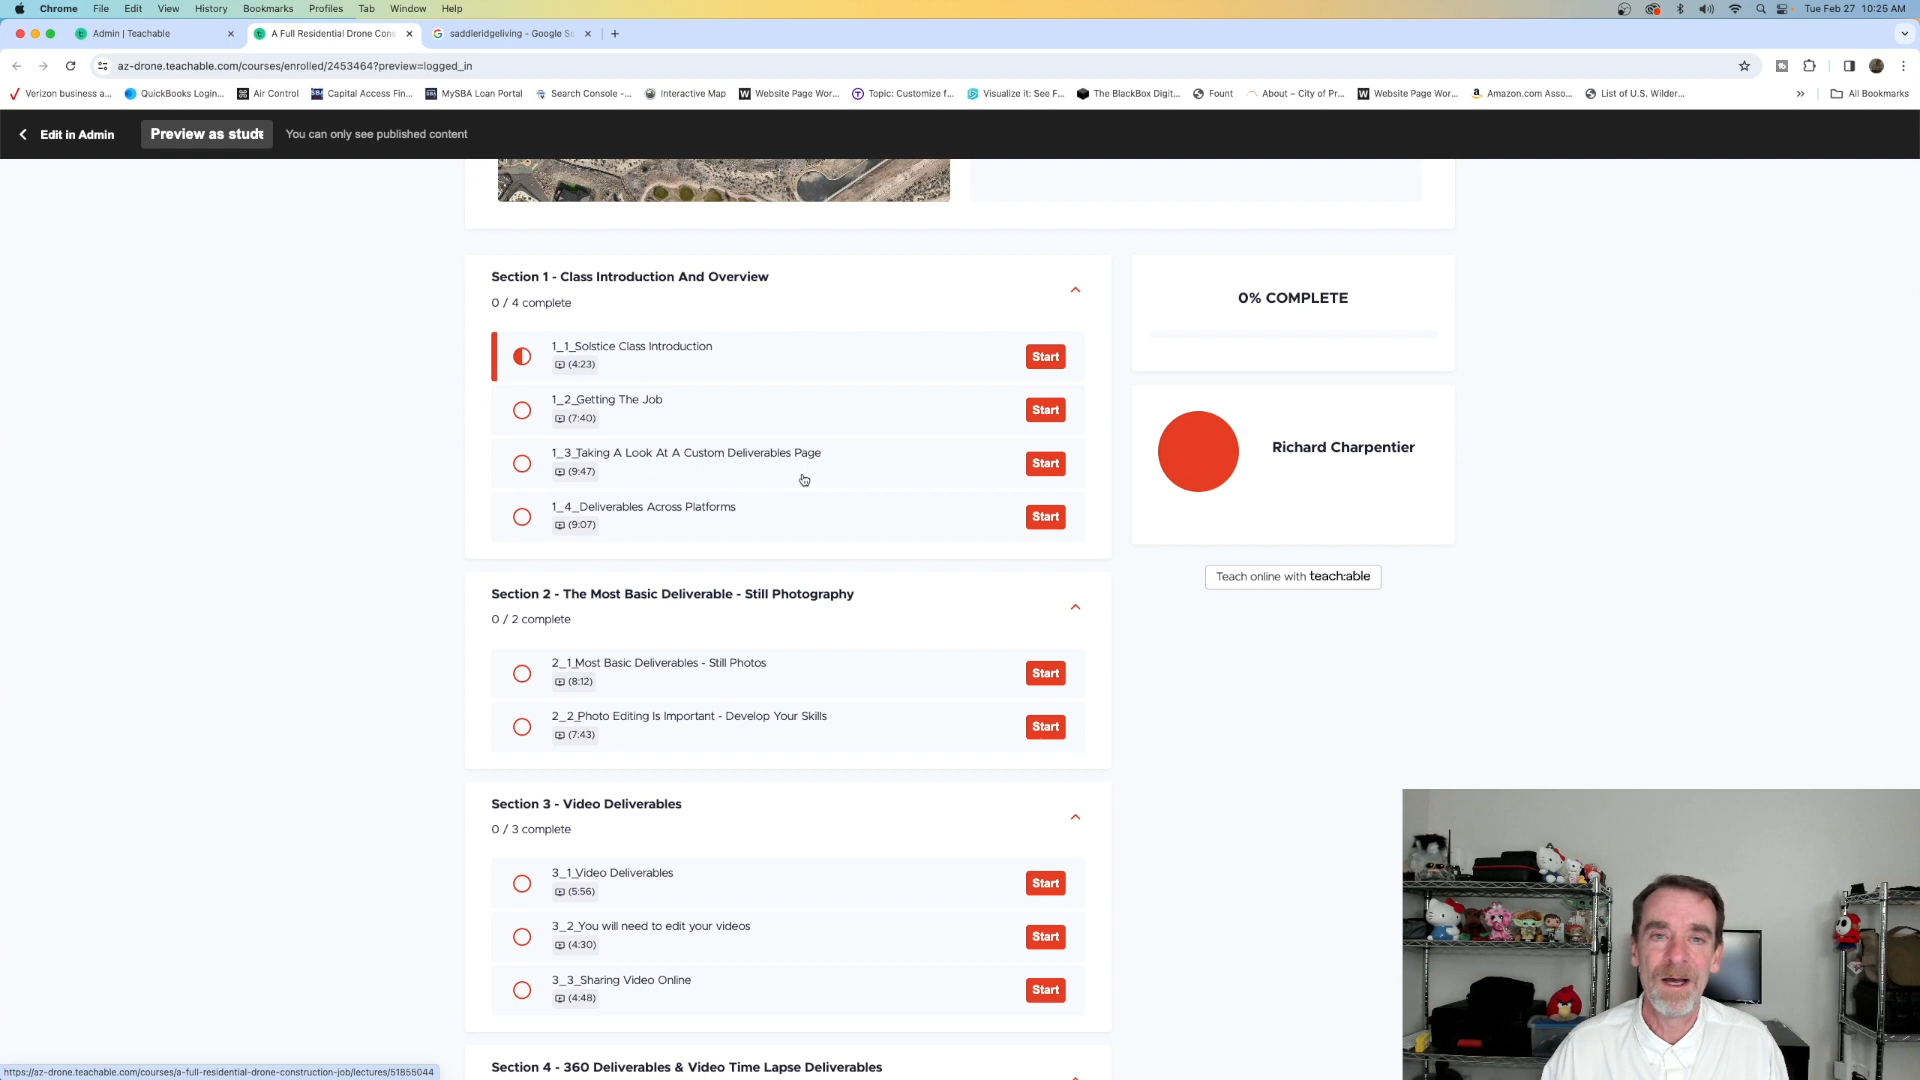 Chrome File Edit View History Bookmarks Profiles Tab Window Help Tue Feb 27 10:25 AM
Admin | Teachable A Full Residential Drone Cons saddleridgeliving - Google Se
az-drone.teachable.com/courses/enrolled/2453464?preview=logged_in
Verizon business a... QuickBooks Login... Air Control Capital Access Fin... MySBA Loan Portal Search Console -... Interactive Map Website Page Wor... Topic: Customize f... Visualize it: See F... The BlackBox Digit... Fount About – City of Pr... Website Page Wor... Amazon.com Asso... List of U.S. Wilder... » All Bookmarks
Edit in Admin Preview as stude You can only see published content
Section 1 - Class Introduction And Overview
0 / 4 complete
1_1_Solstice Class Introduction
(4:23)
Start
1_2_Getting The Job
(7:40)
Start
1_3_Taking A Look At A Custom Deliverables Page
(9:47)
Start
1_4_Deliverables Across Platforms
(9:07)
Start
0% COMPLETE
Richard Charpentier
Teach online with teach:able
Section 2 - The Most Basic Deliverable - Still Photography
0 / 2 complete
2_1_Most Basic Deliverables - Still Photos
(8:12)
Start
2_2_Photo Editing Is Important - Develop Your Skills
(7:43)
Start
Section 3 - Video Deliverables
0 / 3 complete
3_1_Video Deliverables
(5:56)
Start
3_2_You will need to edit your videos
(4:30)
Start
3_3_Sharing Video Online
(4:48)
Start
Section 4 - 360 Deliverables & Video Time Lapse Deliverables
https://az-drone.teachable.com/courses/a-full-residential-drone-construction-job/lectures/51855044